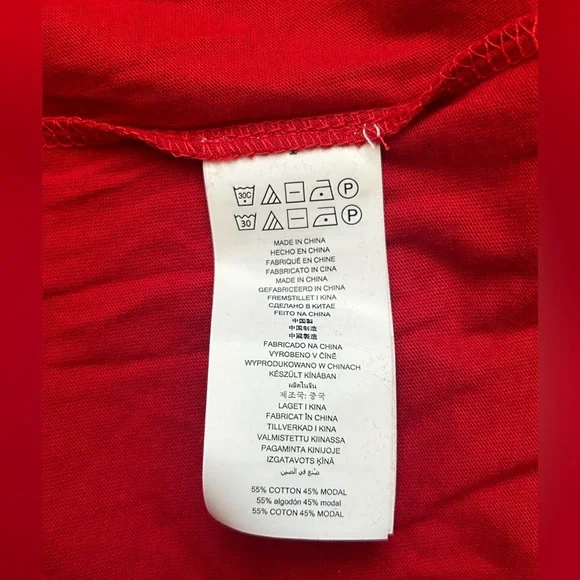 30C P
30 P
MADE IN CHINA
HECHO EN CHINA
FABRIQUÉ EN CHINE
FABBRICATO IN CINA
MADE IN CHINA
GEFABRICEERD IN CHINA
FREMSTILLET I KINA
СДЕЛАНО В КИТАЕ
FEITO NA CHINA
中国製
中国制造
中國製造
FABRICADO NA CHINA
VYROBENO V ČÍNĚ
WYPRODUKOWANO W CHINACH
KÉSZÜLT KÍNÁBAN
ผลิตในจีน
제조국: 중국
LAGET I KINA
FABRICAT ÎN CHINA
TILLVERKAD I KINA
VALMISTETTU KIINASSA
PAGAMINTA KINIJOJE
IZGATAVOTS ĶĪNĀ
صنع في الصين
55% COTTON 45% MODAL
55% algodón 45% modal
55% COTON 45% MODAL